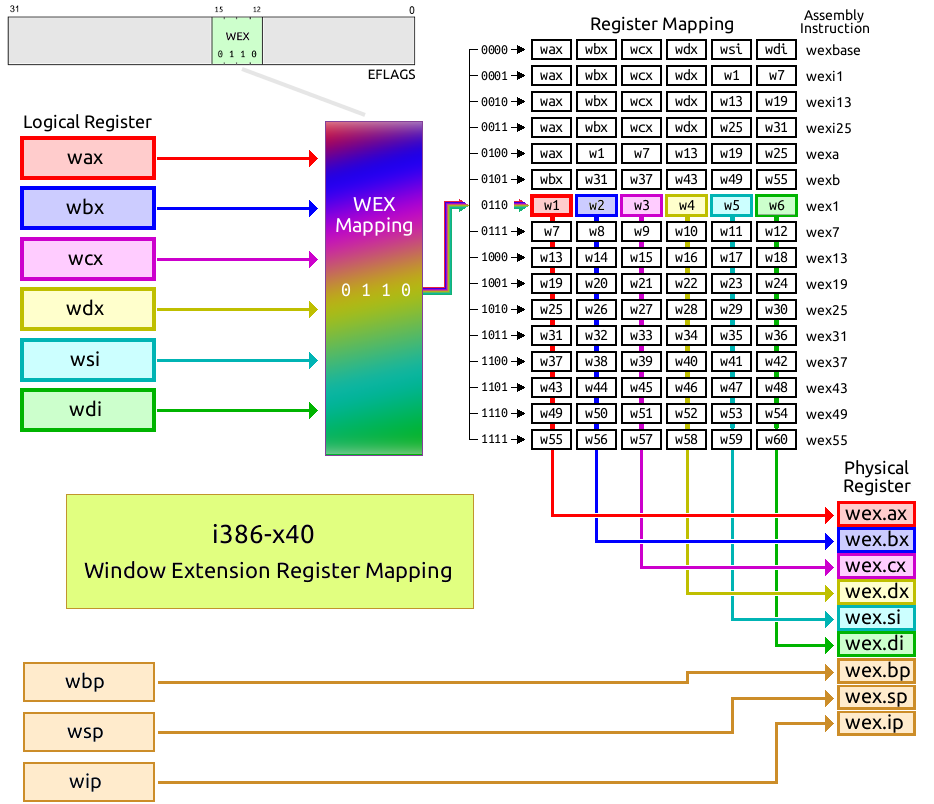 31 15 12 0
WEX
0 1 1 0
EFLAGS
Register Mapping
Assembly
Instruction
0000 wax wbx wcx wdx wsi wdi wexbase
0001 wax wbx wcx wdx w1 w7 wexi1
0010 wax wbx wcx wdx w13 w19 wexi13
0011 wax wbx wcx wdx w25 w31 wexi25
0100 wax w1 w7 w13 w19 w25 wexa
0101 wbx w31 w37 w43 w49 w55 wexb
0110 w1 w2 w3 w4 w5 w6 wex1
0111 w7 w8 w9 w10 w11 w12 wex7
1000 w13 w14 w15 w16 w17 w18 wex13
1001 w19 w20 w21 w22 w23 w24 wex19
1010 w25 w26 w27 w28 w29 w30 wex25
1011 w31 w32 w33 w34 w35 w36 wex31
1100 w37 w38 w39 w40 w41 w42 wex37
1101 w43 w44 w45 w46 w47 w48 wex43
1110 w49 w50 w51 w52 w53 w54 wex49
1111 w55 w56 w57 w58 w59 w60 wex55
Logical Register
wax
wbx
wcx
wdx
wsi
wdi
WEX
Mapping
0 1 1 0
i386-x40
Window Extension Register Mapping
Physical
Register
wex.ax
wex.bx
wex.cx
wex.dx
wex.si
wex.di
wex.bp
wex.sp
wex.ip
wbp
wsp
wip